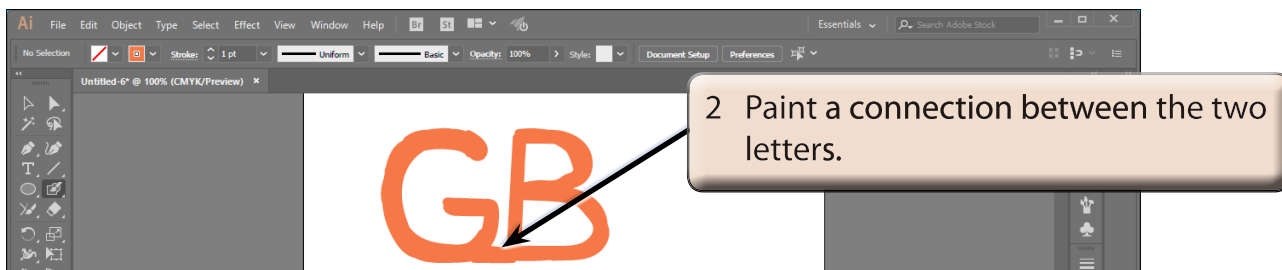 Ai File Edit Object Type Select Effect View Window Help Br St Essentials Search Adobe Stock
No Selection Stroke: 1 pt Uniform Basic Opacity: 100% Style: Document Setup Preferences
Untitled-6* @ 100% (CMYK/Preview) ×
2 Paint a connection between the two
letters.
GB